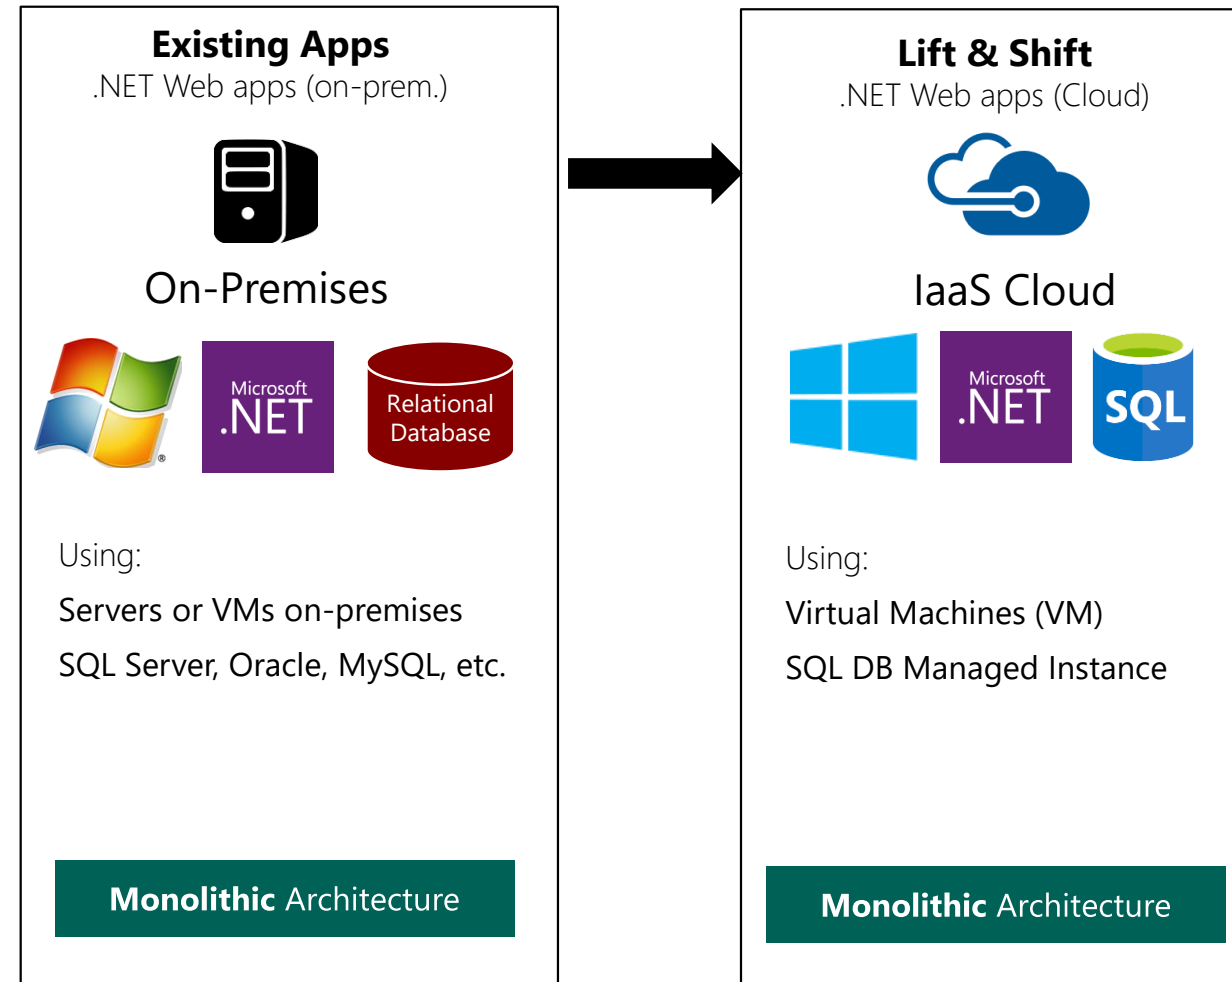 Existing Apps
.NET Web apps (on-prem.)
On-Premises
Microsoft
.NET
Relational
Database
®
Using:
Servers or VMs on-premises
SQL Server, Oracle, MySQL, etc.
Monolithic Architecture
Lift & Shift
.NET Web apps (Cloud)
IaaS Cloud
Microsoft
.NET
SQL
Using:
Virtual Machines (VM)
SQL DB Managed Instance
Monolithic Architecture